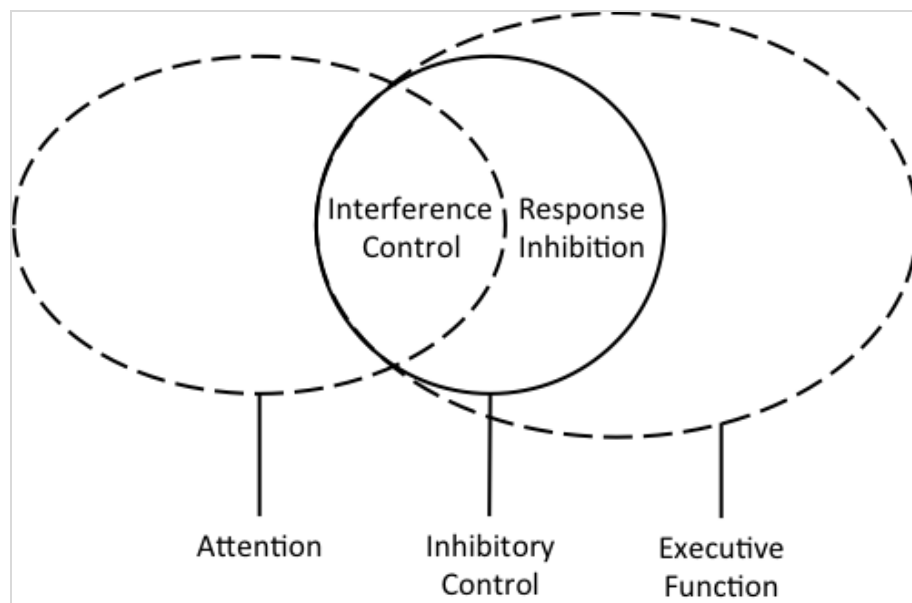 Interference
Control
Response
Inhibition
Attention
Inhibitory
Control
Executive
Function